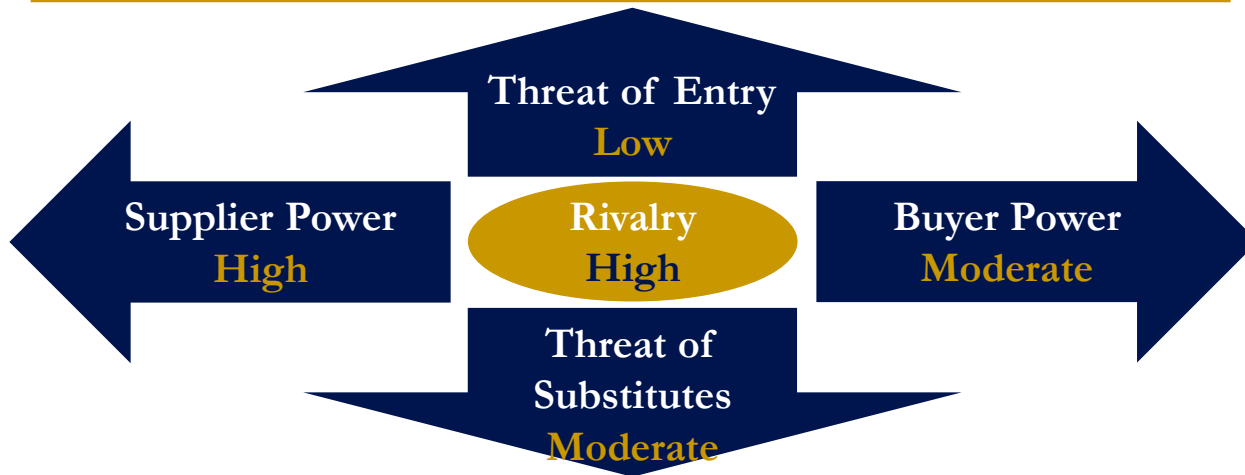 Threat of Entry
Low
Supplier Power
High
Rivalry
High
Buyer Power
Moderate
Threat of
Substitutes
Moderate